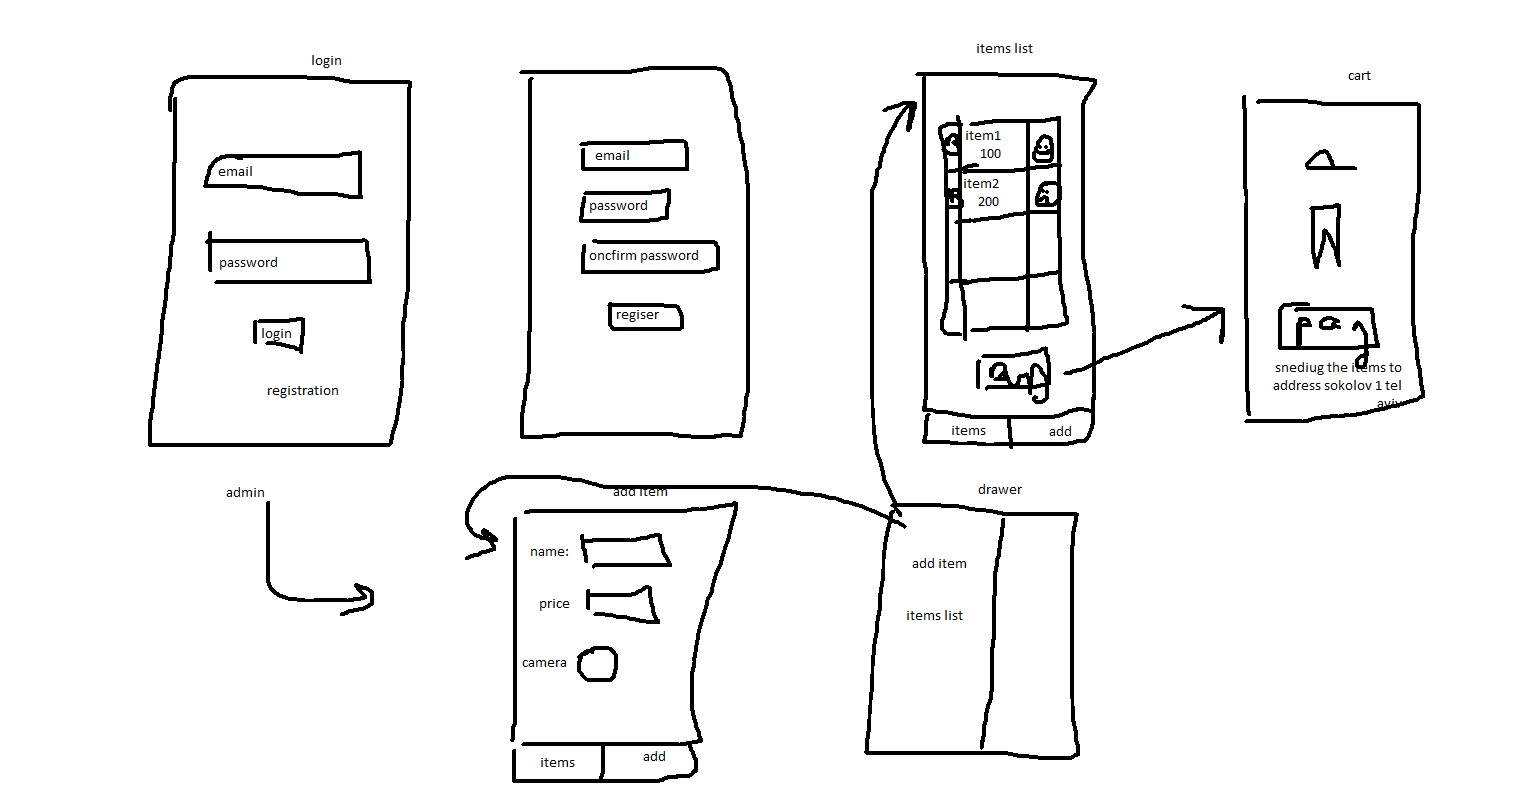 login
email
password
login
registration
email
password
oncfirm password
regiser
items list
item1
100
item2
200
items
add
cart
pay
snediug the items to
address sokolov 1 tel
aviv
admin
add item
name:
price
camera
items
add
drawer
add item
items list